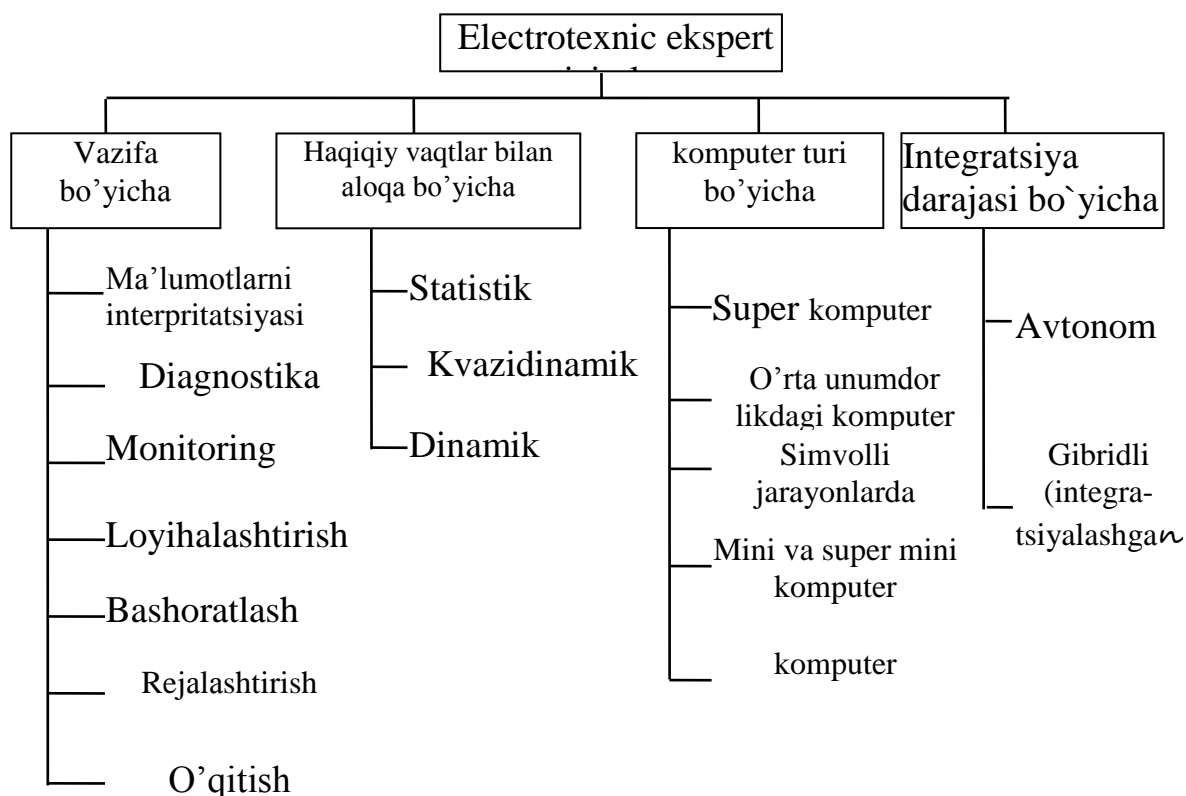 Electrotexnic ekspert
Vazifa
bo’yicha
Haqiqiy vaqtlar bilan
aloqa bo’yicha
komputer turi
bo’yicha
Integratsiya
darajasi bo`yicha
Ma’lumotlarni
interpritatsiyasi
Diagnostika
Monitoring
Loyihalashtirish
Bashoratlash
Rejalashtirish
O’qitish
Statistik
Kvazidinamik
Dinamik
Super komputer
O’rta unumdor
likdagi komputer
Simvolli
jarayonlarda
Mini va super mini
komputer
komputer
Avtonom
Gibridli
(integra-
tsiyalashgan